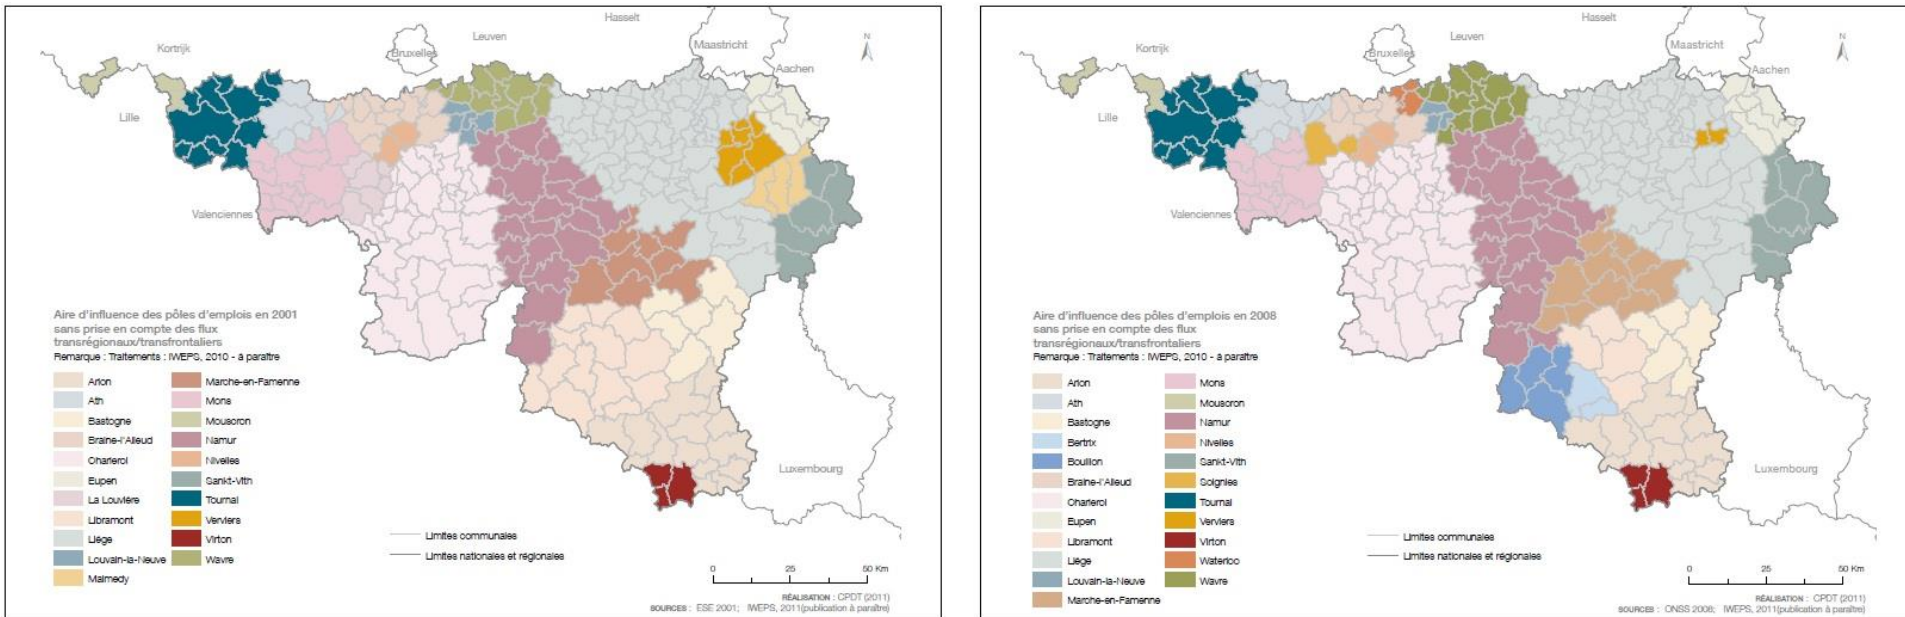 Hasselt
Kortrijk
Leuven
Bruxelles
Maastricht
N
Aachen
Lille
Valenciennes
Aire d'influence des pôles d'emplois en 2001
sans prise en compte des flux
transrégionaux/transfrontaliers
Remarque : Traitements : IWEPS, 2010 - à paraître
Arlon
Ath
Bastogne
Braine-l'Alleud
Charleroi
Eupen
La Louvière
Libramont
Liège
Louvain-la-Neuve
Malmedy
Marche-en-Famenne
Mons
Mouscron
Namur
Nivelles
Sankt-Vith
Tournai
Verviers
Virton
Wavre
Luxembourg
Limites communales
Limites nationales et régionales
0 25 50 Km
RÉALISATION : CPDT (2011)
SOURCES : ESE 2001; IWEPS, 2011(publication à paraître)
Hasselt
Kortrijk
Leuven
Bruxelles
Maastricht
N
Aachen
Lille
Valenciennes
Aire d'influence des pôles d'emplois en 2008
sans prise en compte des flux
transrégionaux/transfrontaliers
Remarque : Traitements : IWEPS, 2010 - à paraître
Arlon
Ath
Bastogne
Bertrix
Bouillon
Braine-l'Alleud
Charleroi
Eupen
Libramont
Liège
Louvain-la-Neuve
Marche-en-Famenne
Mons
Mouscron
Namur
Nivelles
Sankt-Vith
Soignies
Tournai
Verviers
Virton
Waterloo
Wavre
Luxembourg
Limites communales
Limites nationales et régionales
0 25 50 Km
RÉALISATION : CPDT (2011)
SOURCES : ONSS 2008; IWEPS, 2011(publication à paraître)